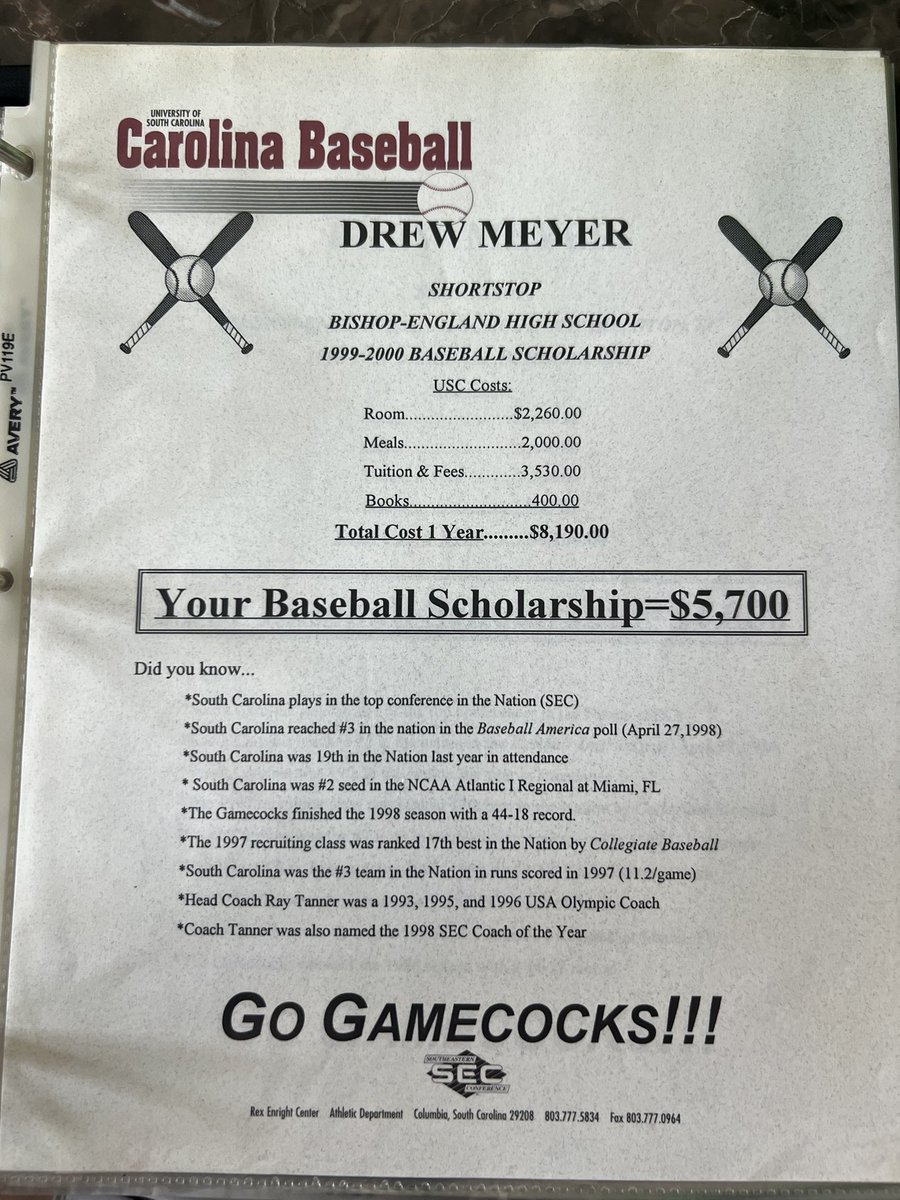 UNIVERSITY OF
SOUTH CAROLINA
Carolina Baseball
DREW MEYER
SHORTSTOP
BISHOP-ENGLAND HIGH SCHOOL
1999-2000 BASEBALL SCHOLARSHIP
USC Costs:
Room........................$2,260.00
Meals..........................2,000.00
Tuition & Fees............3,530.00
Books...........................400.00
Total Cost 1 Year.........$8,190.00
Your Baseball Scholarship=$5,700
Did you know...
*South Carolina plays in the top conference in the Nation (SEC)
*South Carolina reached #3 in the nation in the Baseball America poll (April 27,1998)
*South Carolina was 19th in the Nation last year in attendance
* South Carolina was #2 seed in the NCAA Atlantic I Regional at Miami, FL
*The Gamecocks finished the 1998 season with a 44-18 record.
*The 1997 recruiting class was ranked 17th best in the Nation by Collegiate Baseball
*South Carolina was the #3 team in the Nation in runs scored in 1997 (11.2/game)
*Head Coach Ray Tanner was a 1993, 1995, and 1996 USA Olympic Coach
*Coach Tanner was also named the 1998 SEC Coach of the Year
GO GAMECOCKS!!!
SOUTHEASTERN
SEC
CONFERENCE
Rex Enright Center Athletic Department Columbia, South Carolina 29208 803.777.5834 Fax 803.777.0964
AVERY™ PV119E